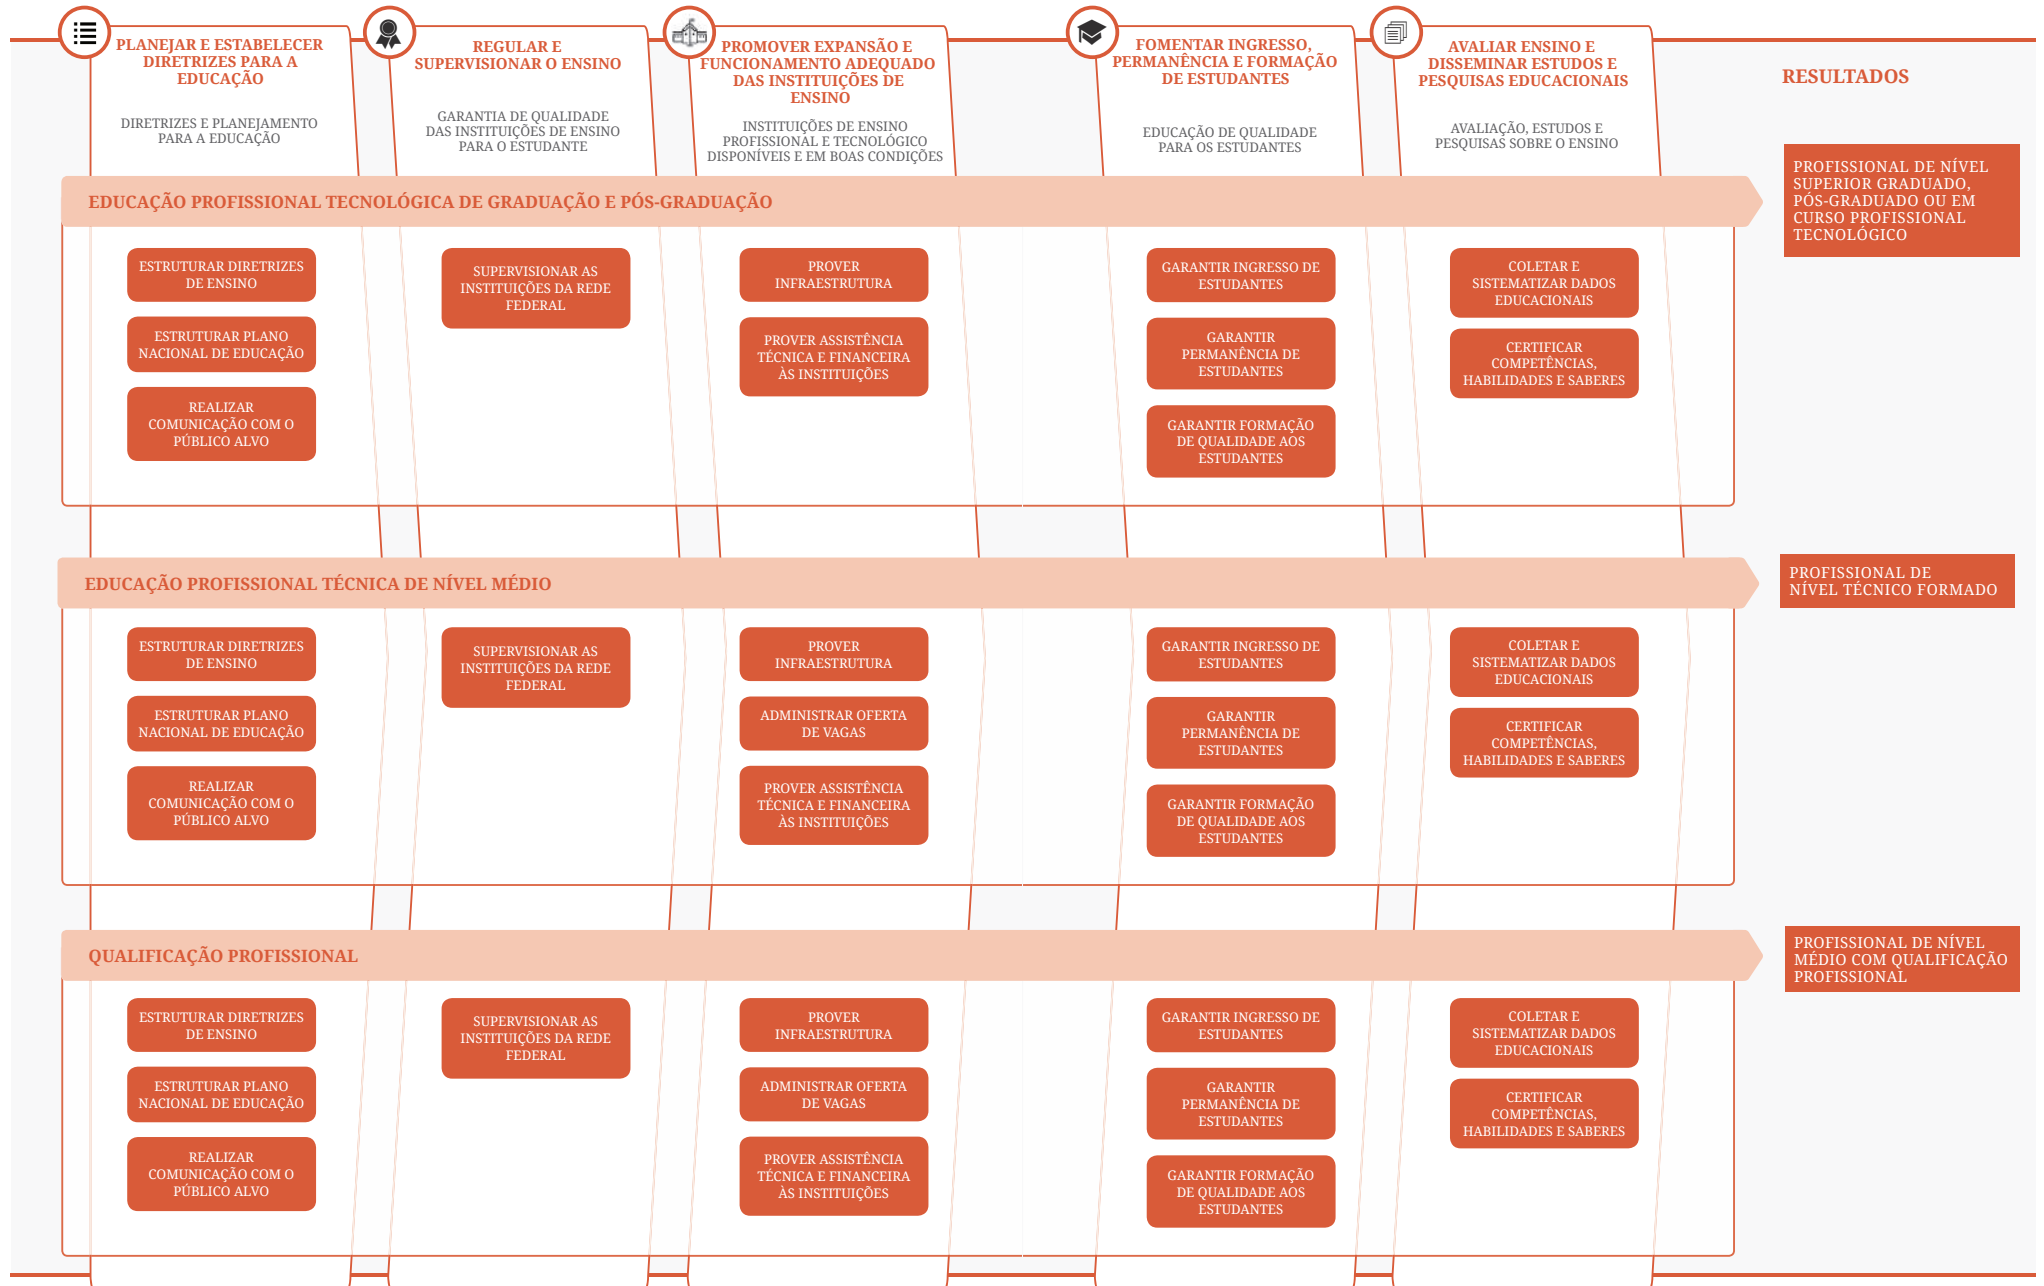 PLANEJAR E ESTABELECER
DIRETRIZES PARA A
EDUCAÇÃO
DIRETRIZES E PLANEJAMENTO
PARA A EDUCAÇÃO
REGULAR E
SUPERVISIONAR O ENSINO
GARANTIA DE QUALIDADE
DAS INSTITUIÇÕES DE ENSINO
PARA O ESTUDANTE
PROMOVER EXPANSÃO E
FUNCIONAMENTO ADEQUADO
DAS INSTITUIÇÕES DE
ENSINO
INSTITUIÇÕES DE ENSINO
PROFISSIONAL E TECNOLÓGICO
DISPONÍVEIS E EM BOAS CONDIÇÕES
FOMENTAR INGRESSO,
PERMANÊNCIA E FORMAÇÃO
DE ESTUDANTES
EDUCAÇÃO DE QUALIDADE
PARA OS ESTUDANTES
AVALIAR ENSINO E
DISSEMINAR ESTUDOS E
PESQUISAS EDUCACIONAIS
AVALIAÇÃO, ESTUDOS E
PESQUISAS SOBRE O ENSINO
RESULTADOS
EDUCAÇÃO PROFISSIONAL TECNOLÓGICA DE GRADUAÇÃO E PÓS-GRADUAÇÃO
PROFISSIONAL DE NÍVEL
SUPERIOR GRADUADO,
PÓS-GRADUADO OU EM
CURSO PROFISSIONAL
TECNOLÓGICO
ESTRUTURAR DIRETRIZES
DE ENSINO
ESTRUTURAR PLANO
NACIONAL DE EDUCAÇÃO
REALIZAR
COMUNICAÇÃO COM O
PÚBLICO ALVO
SUPERVISIONAR AS
INSTITUIÇÕES DA REDE
FEDERAL
PROVER
INFRAESTRUTURA
PROVER ASSISTÊNCIA
TÉCNICA E FINANCEIRA
ÀS INSTITUIÇÕES
GARANTIR INGRESSO DE
ESTUDANTES
GARANTIR
PERMANÊNCIA DE
ESTUDANTES
GARANTIR FORMAÇÃO
DE QUALIDADE AOS
ESTUDANTES
COLETAR E
SISTEMATIZAR DADOS
EDUCACIONAIS
CERTIFICAR
COMPETÊNCIAS,
HABILIDADES E SABERES
EDUCAÇÃO PROFISSIONAL TÉCNICA DE NÍVEL MÉDIO
PROFISSIONAL DE
NÍVEL TÉCNICO FORMADO
ESTRUTURAR DIRETRIZES
DE ENSINO
ESTRUTURAR PLANO
NACIONAL DE EDUCAÇÃO
REALIZAR
COMUNICAÇÃO COM O
PÚBLICO ALVO
SUPERVISIONAR AS
INSTITUIÇÕES DA REDE
FEDERAL
PROVER
INFRAESTRUTURA
ADMINISTRAR OFERTA
DE VAGAS
PROVER ASSISTÊNCIA
TÉCNICA E FINANCEIRA
ÀS INSTITUIÇÕES
GARANTIR INGRESSO DE
ESTUDANTES
GARANTIR
PERMANÊNCIA DE
ESTUDANTES
GARANTIR FORMAÇÃO
DE QUALIDADE AOS
ESTUDANTES
COLETAR E
SISTEMATIZAR DADOS
EDUCACIONAIS
CERTIFICAR
COMPETÊNCIAS,
HABILIDADES E SABERES
QUALIFICAÇÃO PROFISSIONAL
PROFISSIONAL DE NÍVEL
MÉDIO COM QUALIFICAÇÃO
PROFISSIONAL
ESTRUTURAR DIRETRIZES
DE ENSINO
ESTRUTURAR PLANO
NACIONAL DE EDUCAÇÃO
REALIZAR
COMUNICAÇÃO COM O
PÚBLICO ALVO
SUPERVISIONAR AS
INSTITUIÇÕES DA REDE
FEDERAL
PROVER
INFRAESTRUTURA
ADMINISTRAR OFERTA
DE VAGAS
PROVER ASSISTÊNCIA
TÉCNICA E FINANCEIRA
ÀS INSTITUIÇÕES
GARANTIR INGRESSO DE
ESTUDANTES
GARANTIR
PERMANÊNCIA DE
ESTUDANTES
GARANTIR FORMAÇÃO
DE QUALIDADE AOS
ESTUDANTES
COLETAR E
SISTEMATIZAR DADOS
EDUCACIONAIS
CERTIFICAR
COMPETÊNCIAS,
HABILIDADES E SABERES